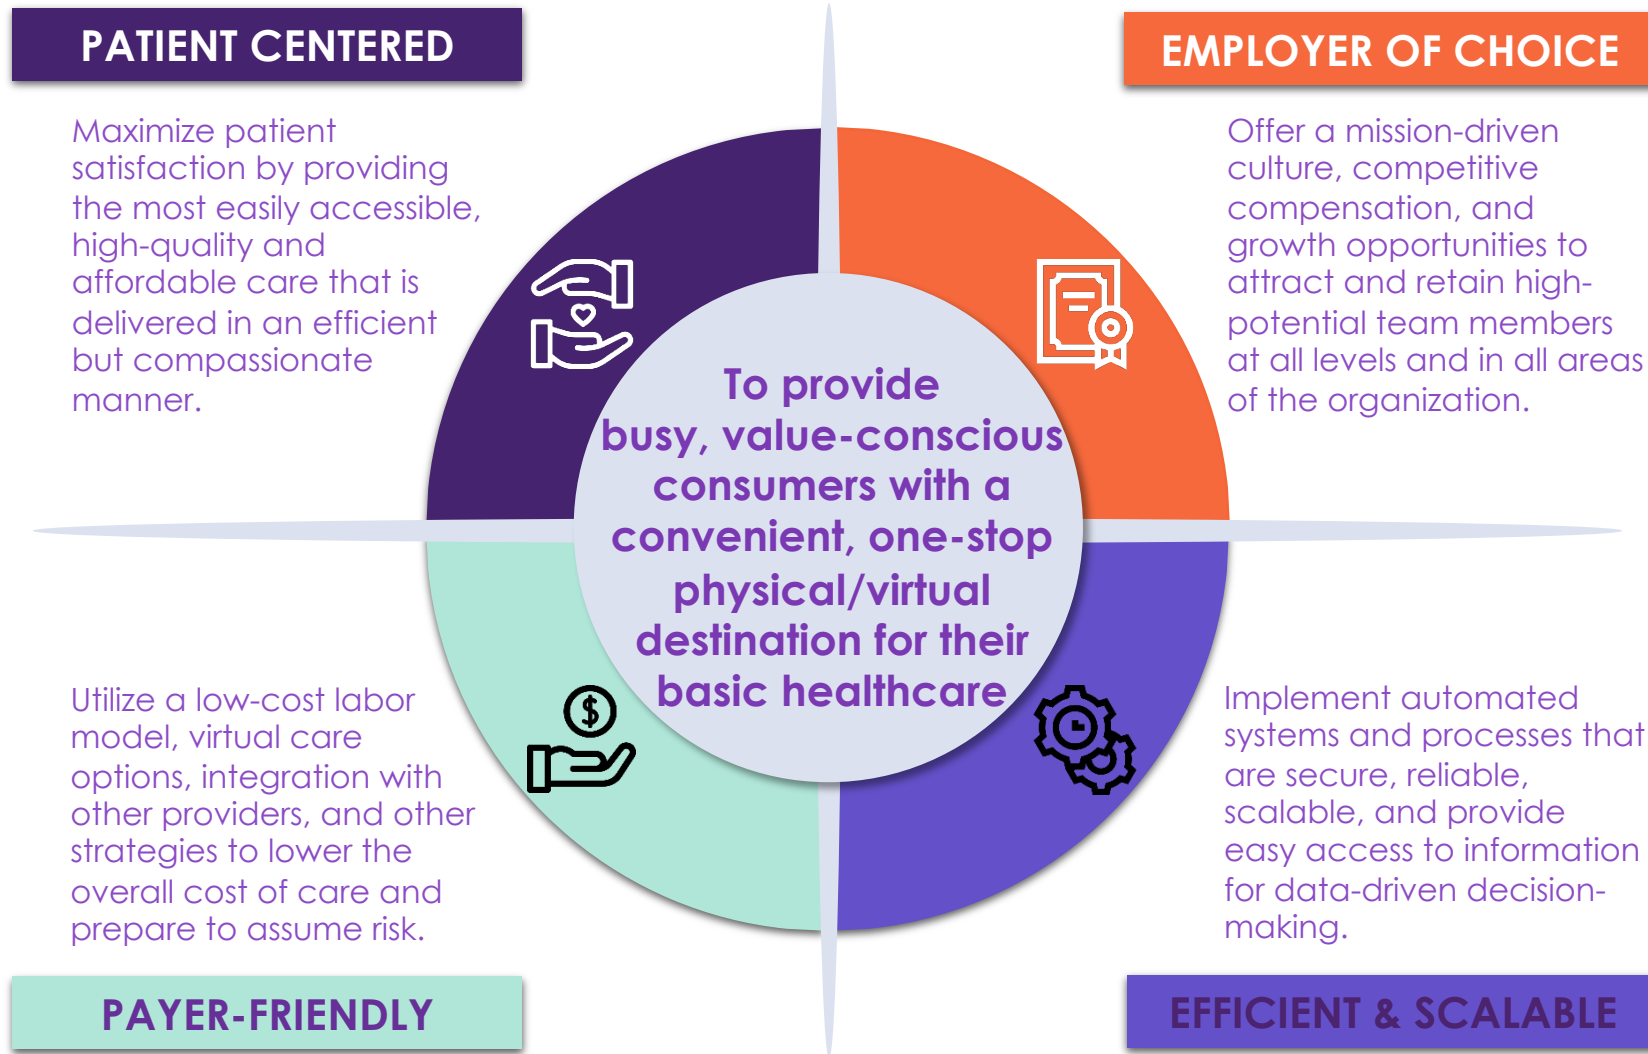 PATIENT CENTERED
Maximize patient
satisfaction by providing
the most easily accessible,
high-quality and
affordable care that is
delivered in an efficient
but compassionate
manner.
EMPLOYER OF CHOICE
Offer a mission-driven
culture, competitive
compensation, and
growth opportunities to
attract and retain high-
potential team members
at all levels and in all areas
of the organization.
To provide
busy, value-conscious
consumers with a
convenient, one-stop
physical/virtual
destination for their
basic healthcare
Utilize a low-cost labor
model, virtual care
options, integration with
other providers, and other
strategies to lower the
overall cost of care and
prepare to assume risk.
PAYER-FRIENDLY
$
Implement automated
systems and processes that
are secure, reliable,
scalable, and provide
easy access to information
for data-driven decision-
making.
EFFICIENT & SCALABLE